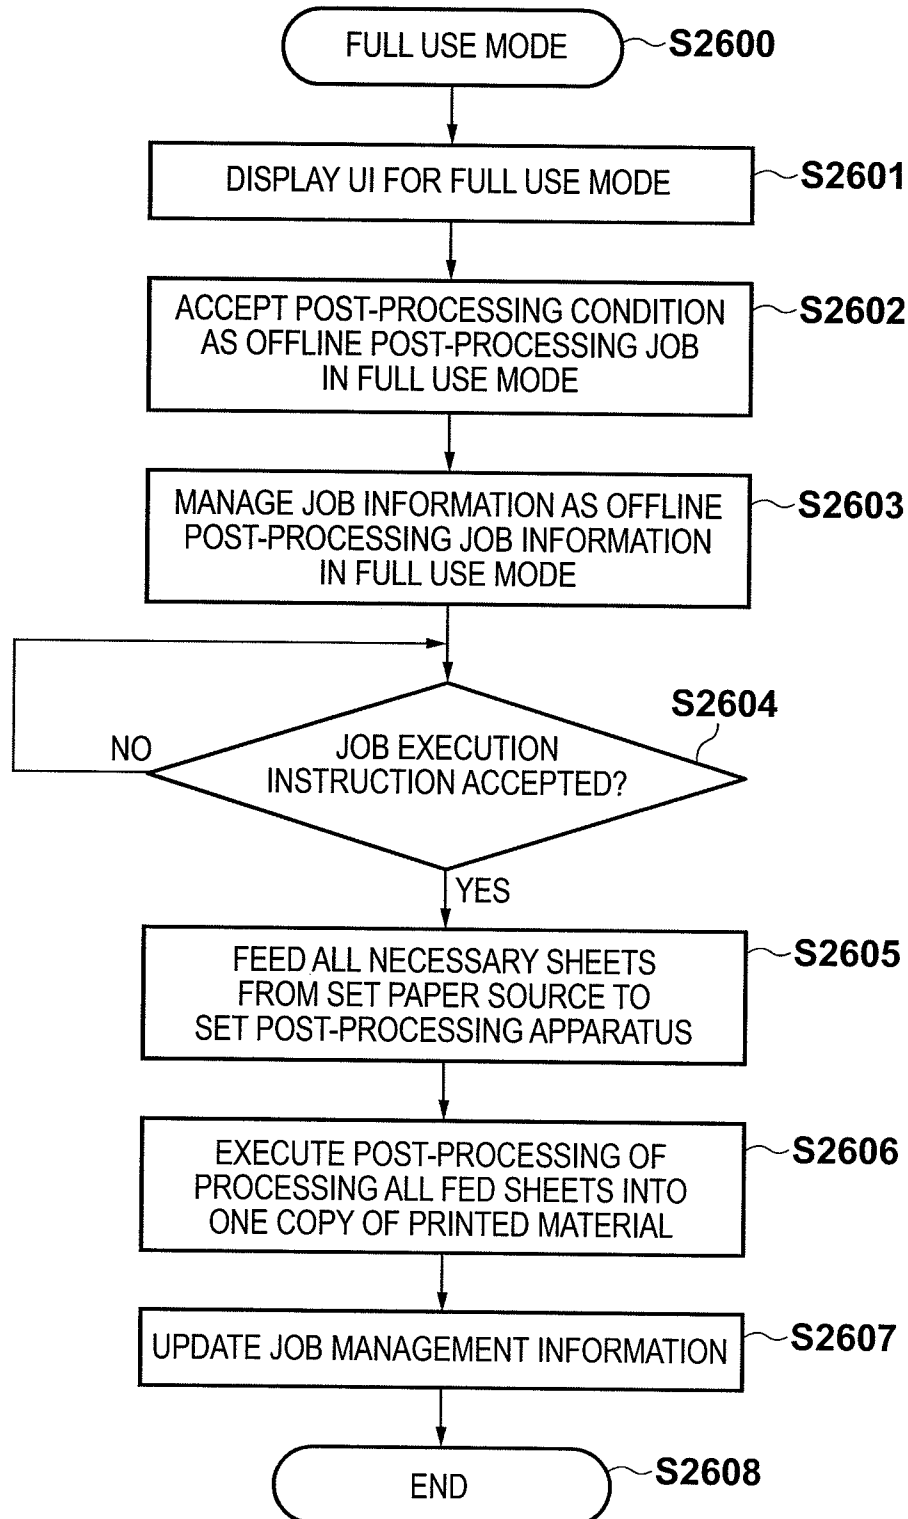 FULL USE MODE
S2600
DISPLAY UI FOR FULL USE MODE
S2601
ACCEPT POST-PROCESSING CONDITION
AS OFFLINE POST-PROCESSING JOB
IN FULL USE MODE
S2602
MANAGE JOB INFORMATION AS OFFLINE
POST-PROCESSING JOB INFORMATION
IN FULL USE MODE
S2603
S2604
JOB EXECUTION
INSTRUCTION ACCEPTED?
NO
YES
FEED ALL NECESSARY SHEETS
FROM SET PAPER SOURCE TO
SET POST-PROCESSING APPARATUS
S2605
EXECUTE POST-PROCESSING OF
PROCESSING ALL FED SHEETS INTO
ONE COPY OF PRINTED MATERIAL
S2606
UPDATE JOB MANAGEMENT INFORMATION
S2607
END
S2608